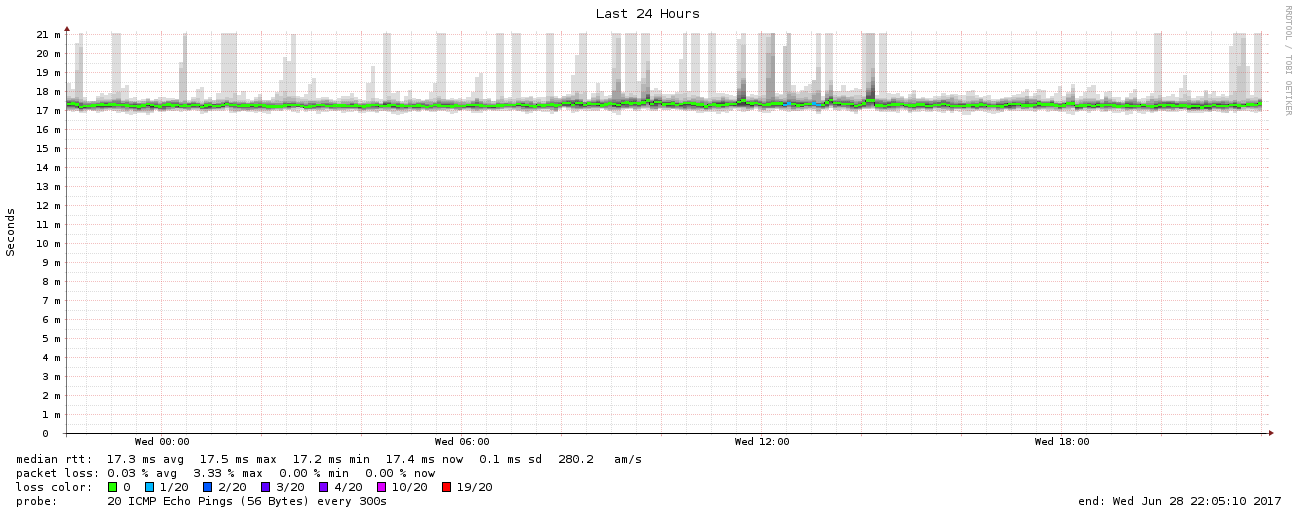 Last 24 Hours
RRDTOOL / TOBI OETIKER
21 m
20 m
19 m
18 m
17 m
16 m
15 m
14 m
13 m
12 m
11 m
10 m
9 m
8 m
7 m
6 m
5 m
4 m
3 m
2 m
1 m
0
Seconds
Wed 00:00 Wed 06:00 Wed 12:00 Wed 18:00
median rtt: 17.3 ms avg 17.5 ms max 17.2 ms min 17.4 ms now 0.1 ms sd 280.2 am/s
packet loss: 0.03 % avg 3.33 % max 0.00 % min 0.00 % now
loss color: 0 1/20 2/20 3/20 4/20 10/20 19/20
probe: 20 ICMP Echo Pings (56 Bytes) every 300s end: Wed Jun 28 22:05:10 2017